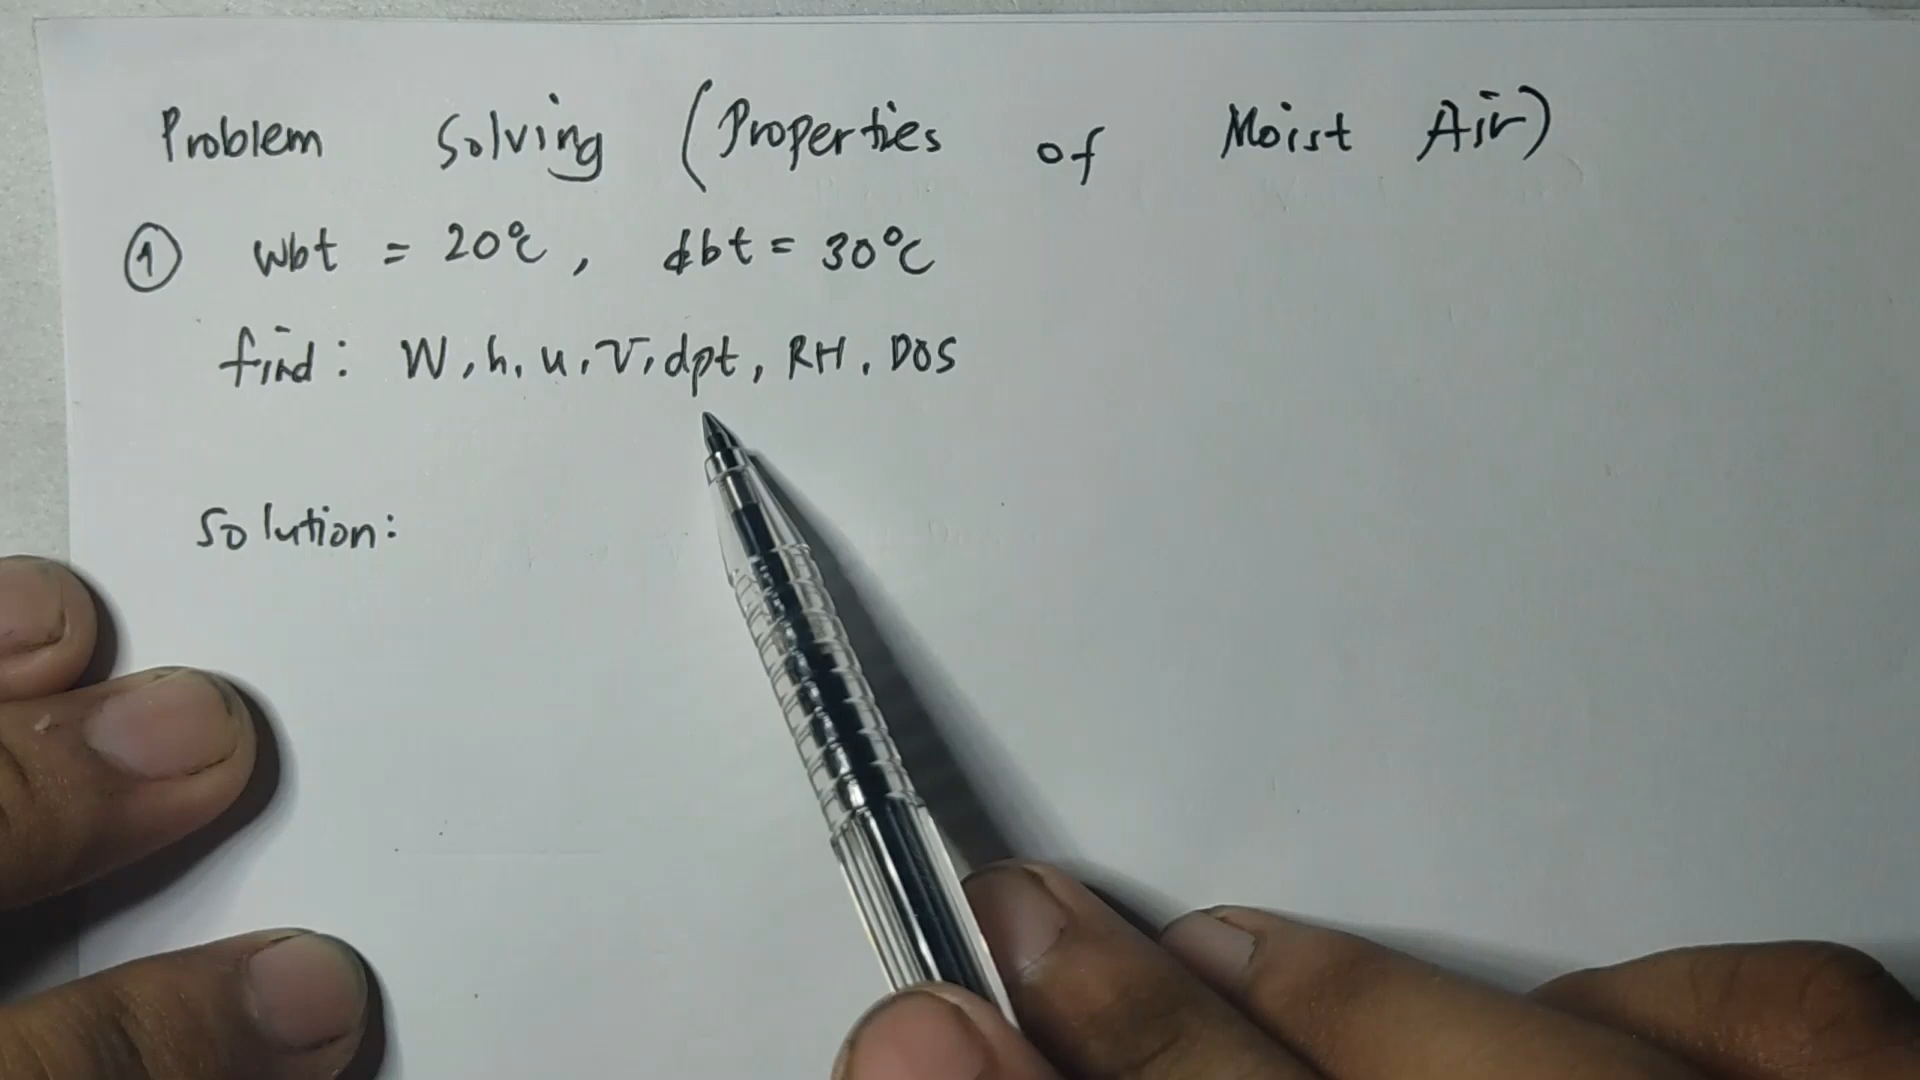 Problem Solving (Properties of Moist Air)
① wbt = 20°C, dbt = 30°C
find: W, h, u, v, dpt, RH, DOS
Solution: